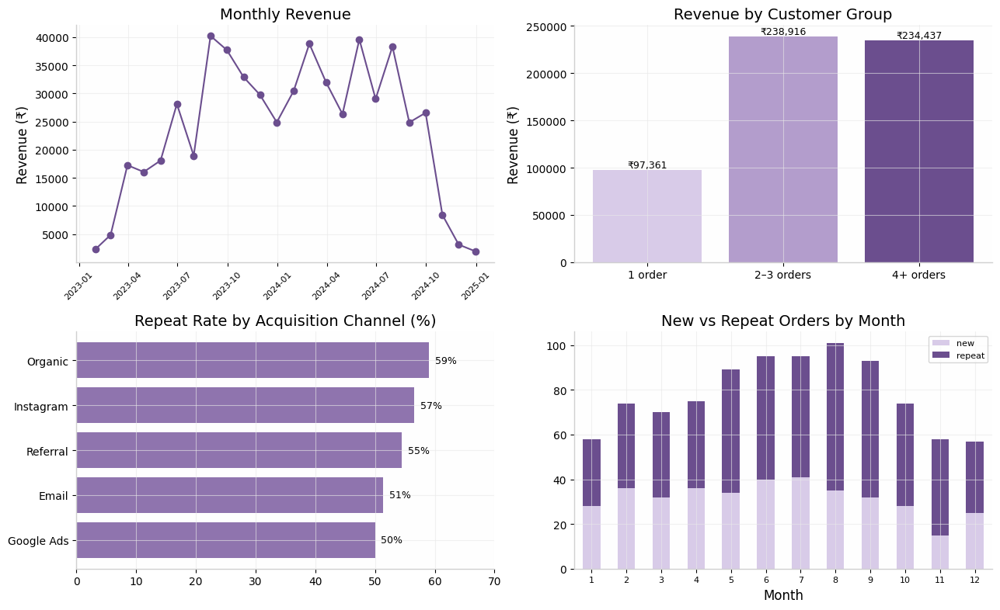 Monthly Revenue
Revenue (₹)
40000
35000
30000
25000
20000
15000
10000
5000
2023-01
2023-04
2023-07
2023-10
2024-01
2024-04
2024-07
2024-10
2025-01
Revenue by Customer Group
Revenue (₹)
250000
200000
150000
100000
50000
0
₹97,361
₹238,916
₹234,437
1 order
2–3 orders
4+ orders
Repeat Rate by Acquisition Channel (%)
Organic
59%
Instagram
57%
Referral
55%
Email
51%
Google Ads
50%
0 10 20 30 40 50 60 70
New vs Repeat Orders by Month
new
repeat
100
80
60
40
20
0
1 2 3 4 5 6 7 8 9 10 11 12
Month